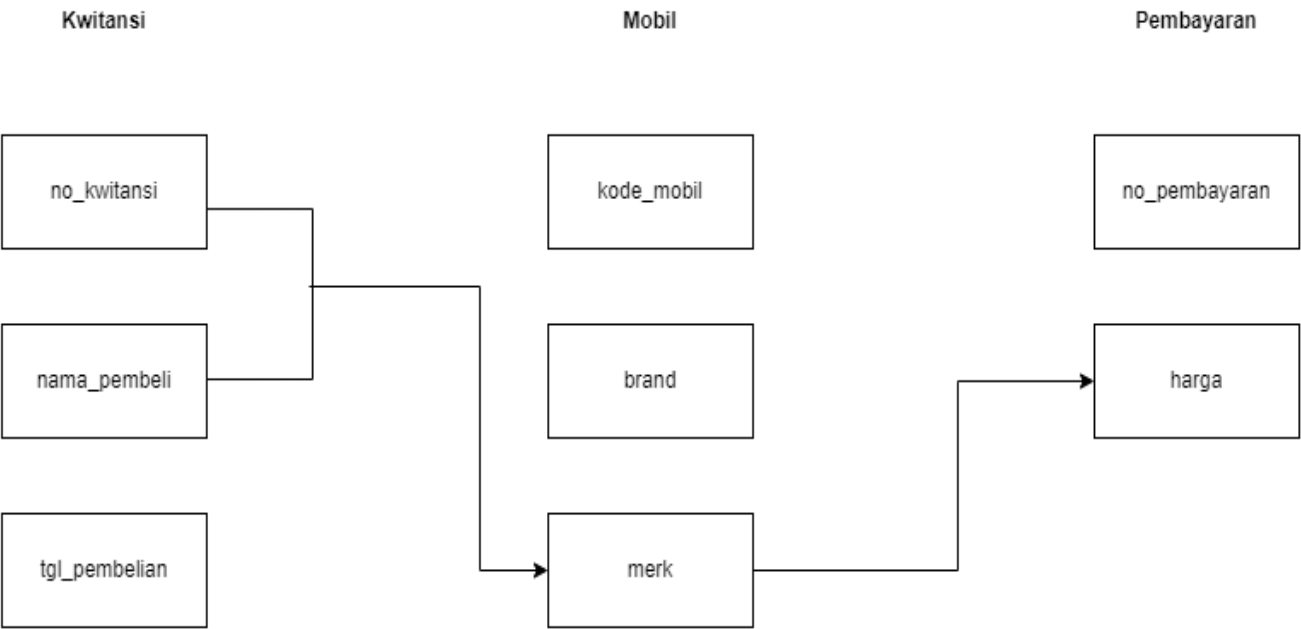 Kwitansi
Mobil
Pembayaran
no_kwitansi
kode_mobil
no_pembayaran
nama_pembeli
brand
harga
tgl_pembelian
merk